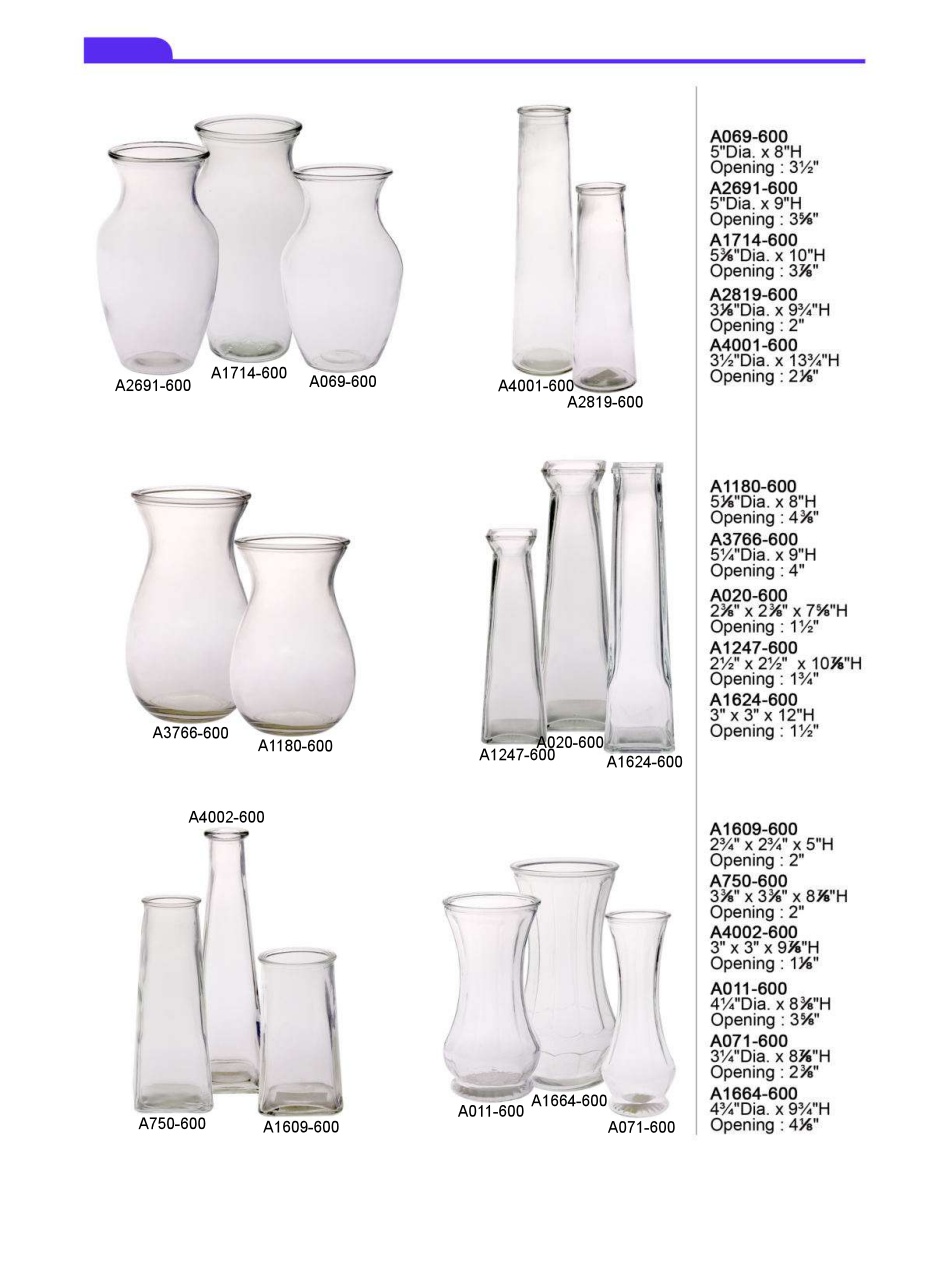 A2691-600
A1714-600
A069-600
A4001-600
A2819-600
A069-600
5"Dia. x 8"H
Opening : 3½"
A2691-600
5"Dia. x 9"H
Opening : 3⅝"
A1714-600
5⅜"Dia. x 10"H
Opening : 3⅞"
A2819-600
3⅛"Dia. x 9¾"H
Opening : 2"
A4001-600
3½"Dia. x 13¾"H
Opening : 2⅛"
A3766-600
A1180-600
A1247-600
A020-600
A1624-600
A1180-600
5⅛"Dia. x 8"H
Opening : 4⅜"
A3766-600
5¼"Dia. x 9"H
Opening : 4"
A020-600
2⅜" x 2⅜" x 7⅝"H
Opening : 1½"
A1247-600
2½" x 2½" x 10⅞"H
Opening : 1¾"
A1624-600
3" x 3" x 12"H
Opening : 1½"
A4002-600
A750-600
A1609-600
A011-600
A1664-600
A071-600
A1609-600
2¾" x 2¾" x 5"H
Opening : 2"
A750-600
3⅜" x 3⅜" x 8⅞"H
Opening : 2"
A4002-600
3" x 3" x 9⅞"H
Opening : 1⅛"
A011-600
4¼"Dia. x 8⅜"H
Opening : 3⅝"
A071-600
3¼"Dia. x 8⅞"H
Opening : 2⅜"
A1664-600
4¾"Dia. x 9¾"H
Opening : 4⅛"